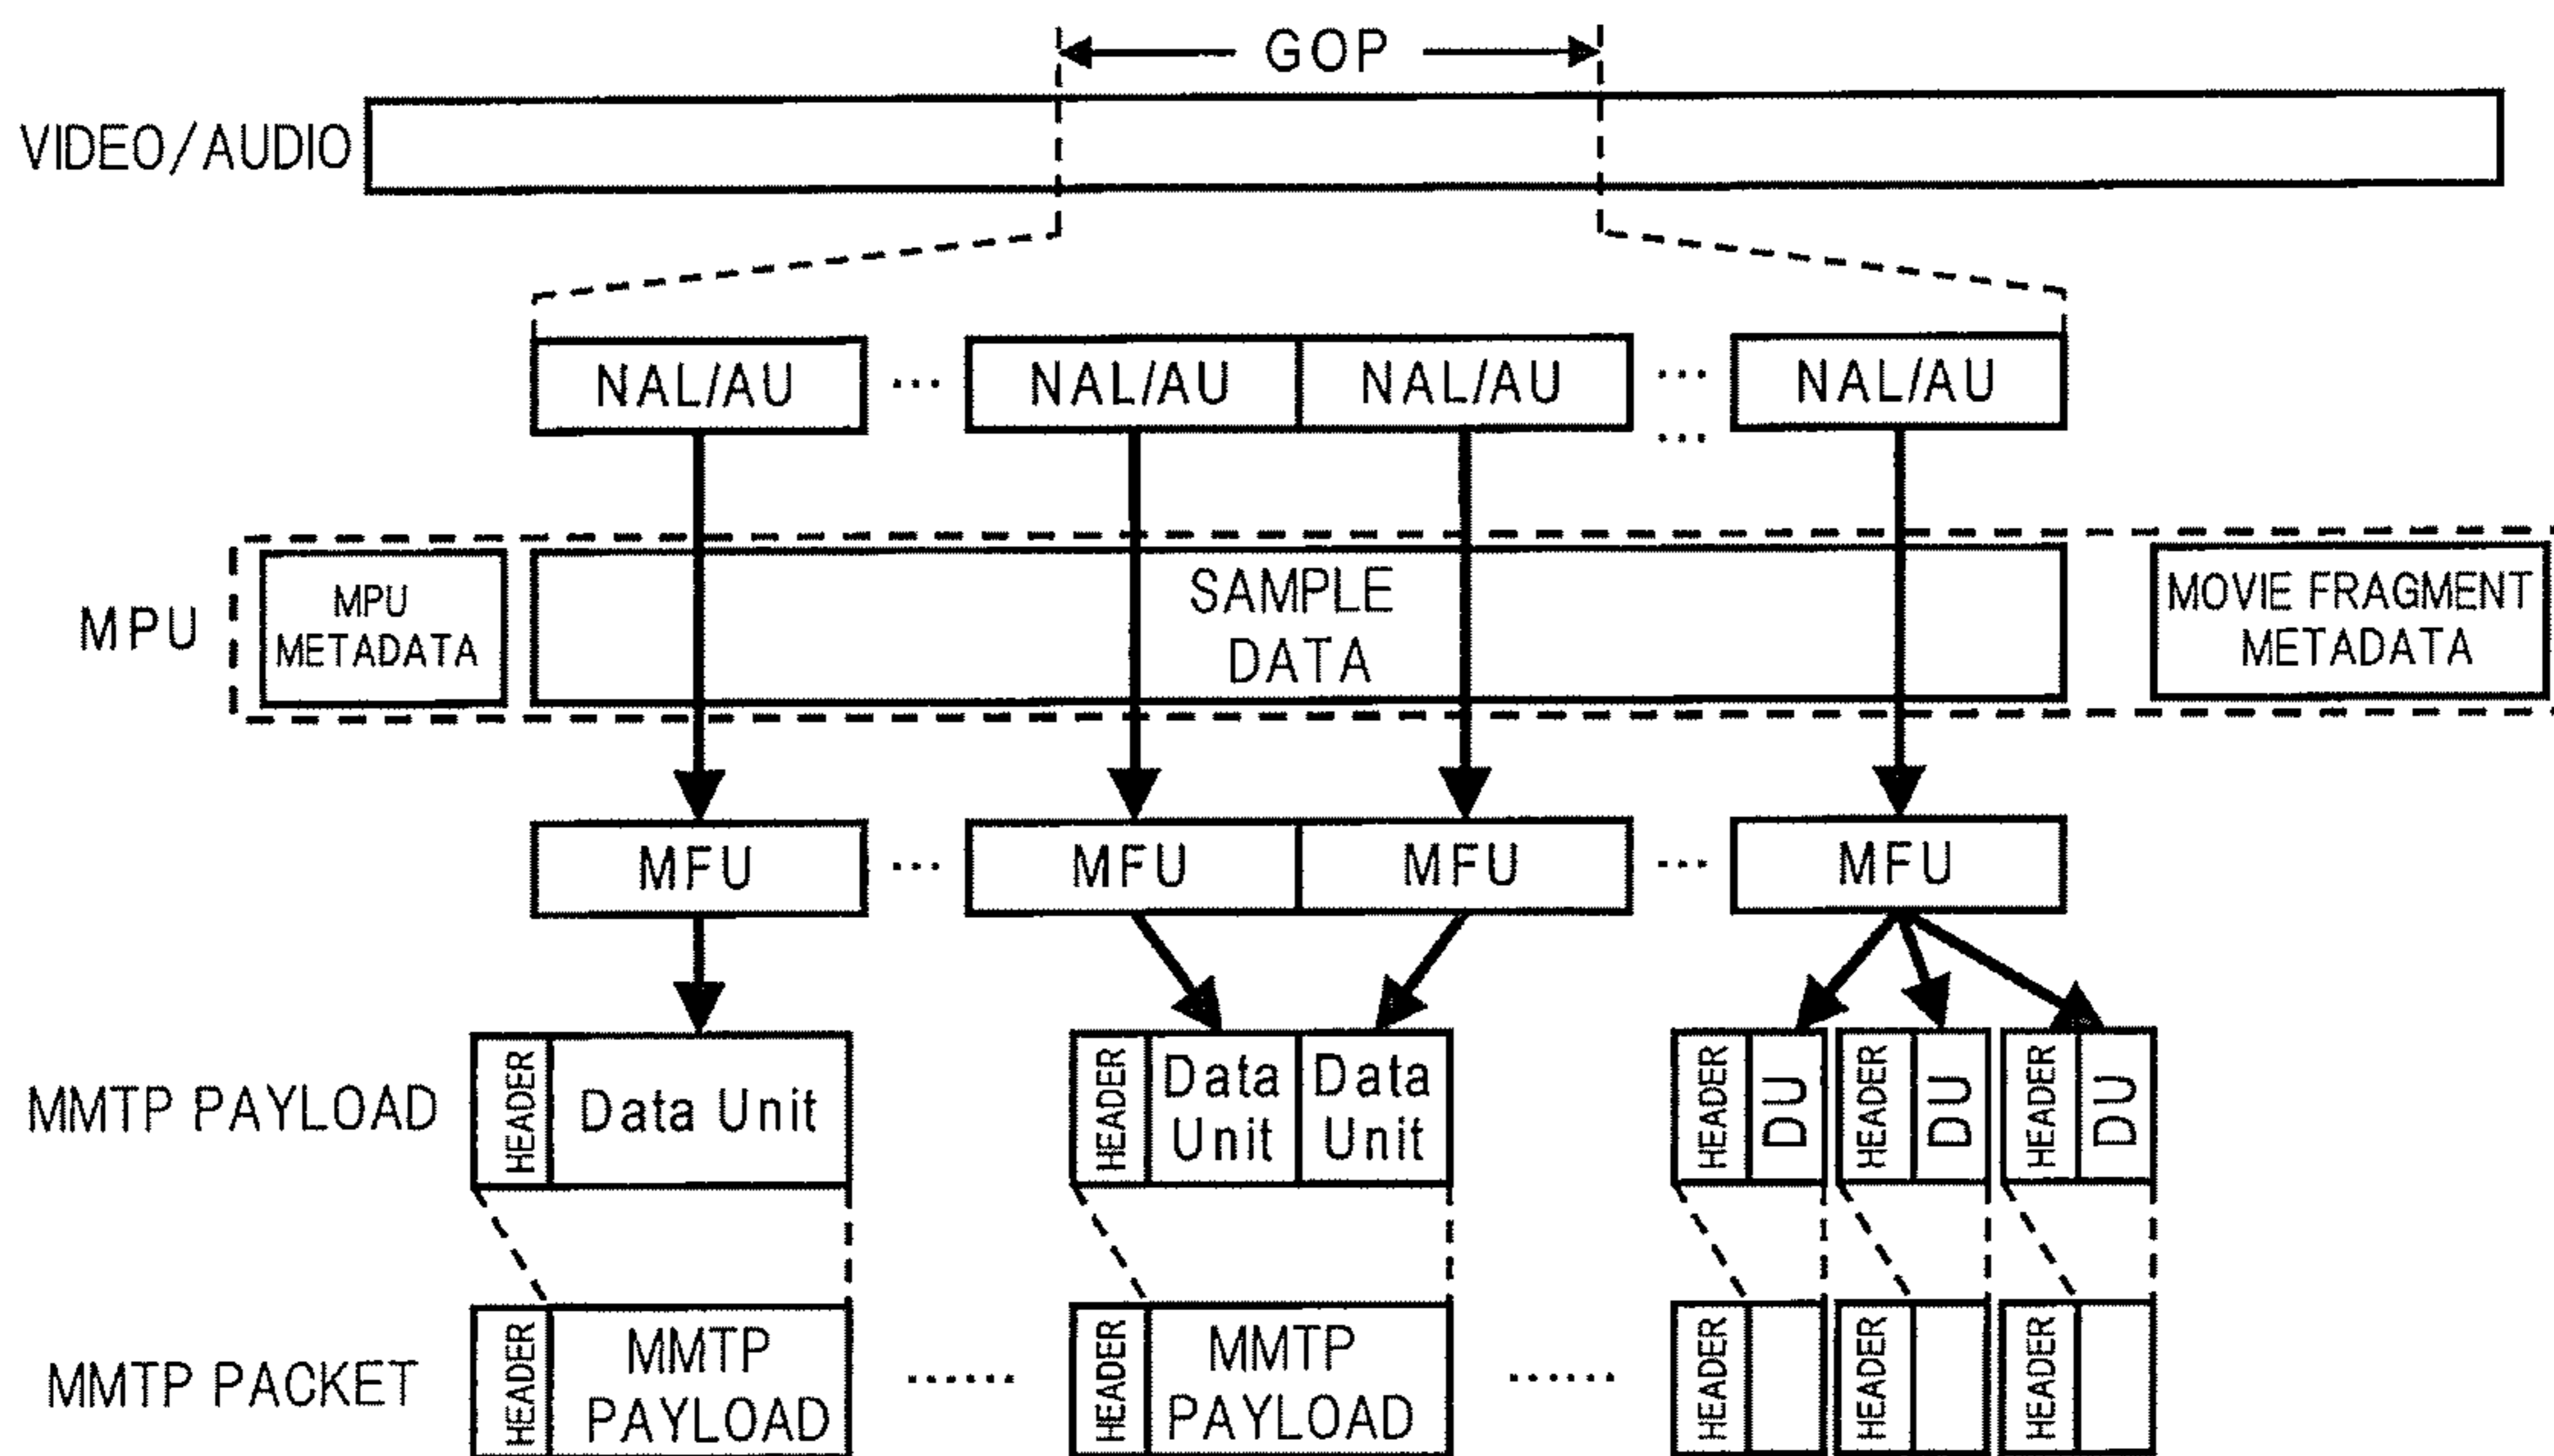 GOP
VIDEO/AUDIO
NAL/AU ... NAL/AU NAL/AU ... NAL/AU
...
MPU
MPU
METADATA
SAMPLE
DATA
MOVIE FRAGMENT
METADATA
MFU ... MFU MFU ... MFU
MMTP PAYLOAD
HEADER
Data Unit
HEADER
Data
Unit
Data
Unit
HEADER
DU
HEADER
DU
HEADER
DU
MMTP PACKET
HEADER
MMTP
PAYLOAD
......
HEADER
MMTP
PAYLOAD
......
HEADER
HEADER
HEADER